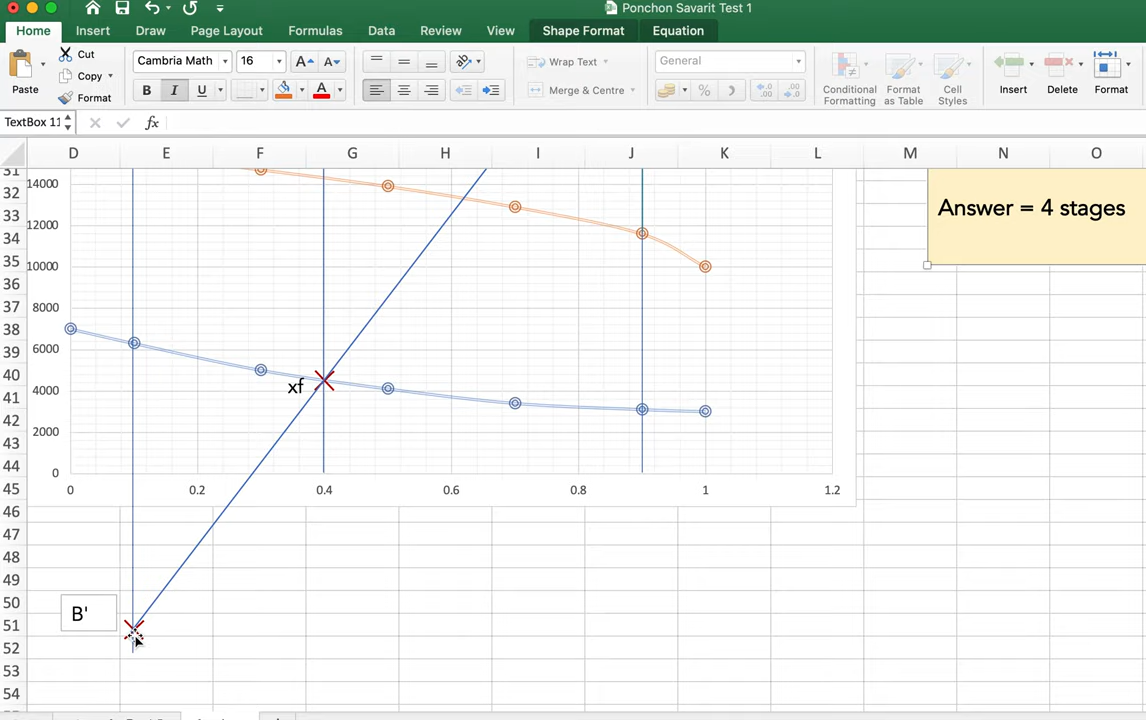 Ponchon Savarit Test 1
Home Insert Draw Page Layout Formulas Data Review View Shape Format Equation
Paste
Cut
Copy
Format
Cambria Math 16 A A
B I U A
ab
Wrap Text
Merge & Centre
General
%
Conditional Formatting
Format as Table
Cell Styles
Insert
Delete
Format
TextBox 11
fx
D E F G H I J K L M N O
31
32
33
34
35
36
37
38
39
40
41
42
43
44
45
46
47
48
49
50
51
52
53
54
14000
12000
10000
8000
6000
4000
2000
0
0 0.2 0.4 0.6 0.8 1 1.2
xf
B'
Answer = 4 stages